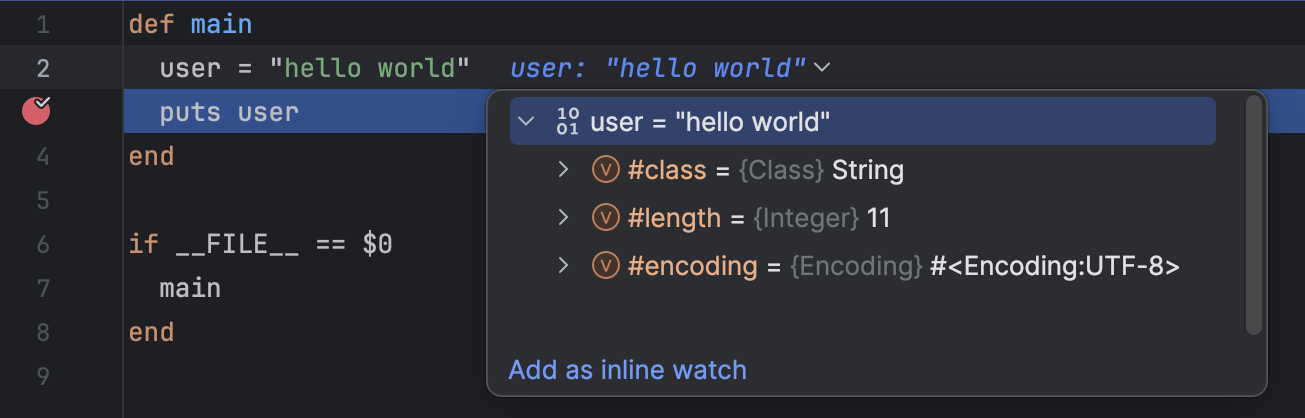 1 def main
2   user = "hello world"   user: "hello world"
    puts user
4 end
5
6 if __FILE__ == $0
7   main
8 end
9
10 01 user = "hello world"
V #class = {Class} String
V #length = {Integer} 11
V #encoding = {Encoding} #<Encoding:UTF-8>
Add as inline watch